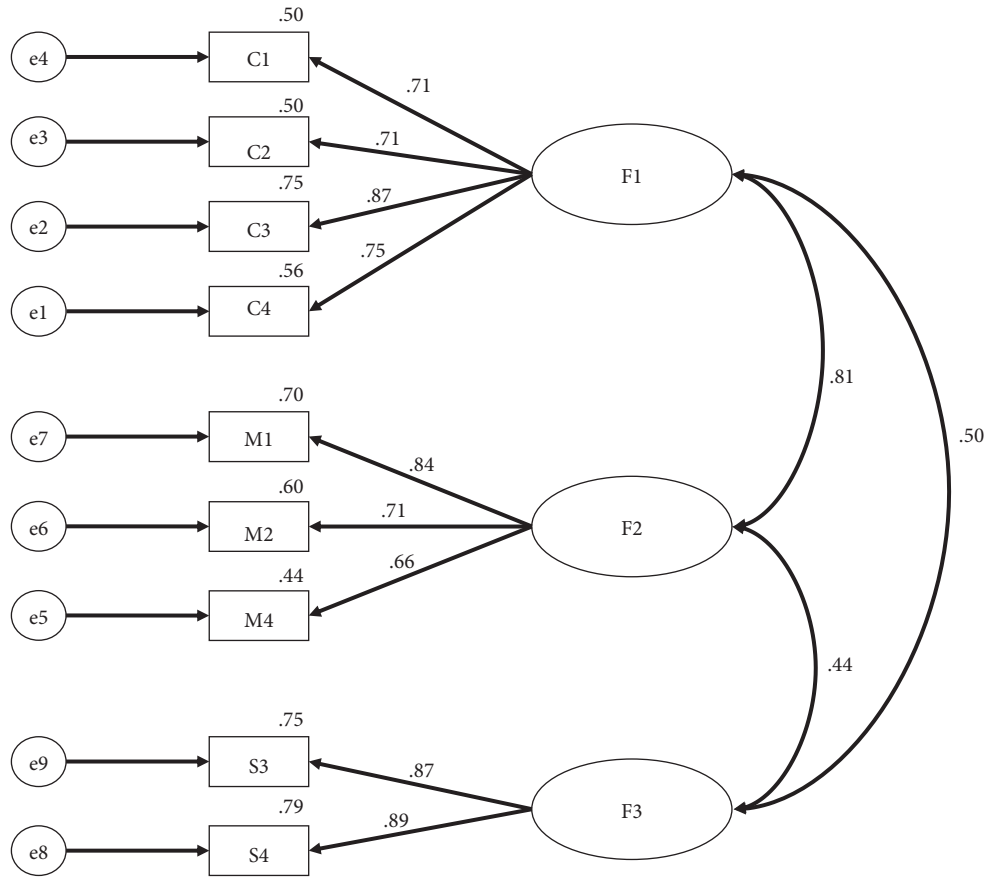 .50
e4
C1
.71
.50
e3
C2
.71
F1
.75
e2
C3
.87
.56
e1
C4
.75
.81
.50
.70
e7
M1
.84
.60
e6
M2
.71
F2
.44
e5
M4
.66
.44
.75
e9
S3
.87
.79
e8
S4
.89
F3